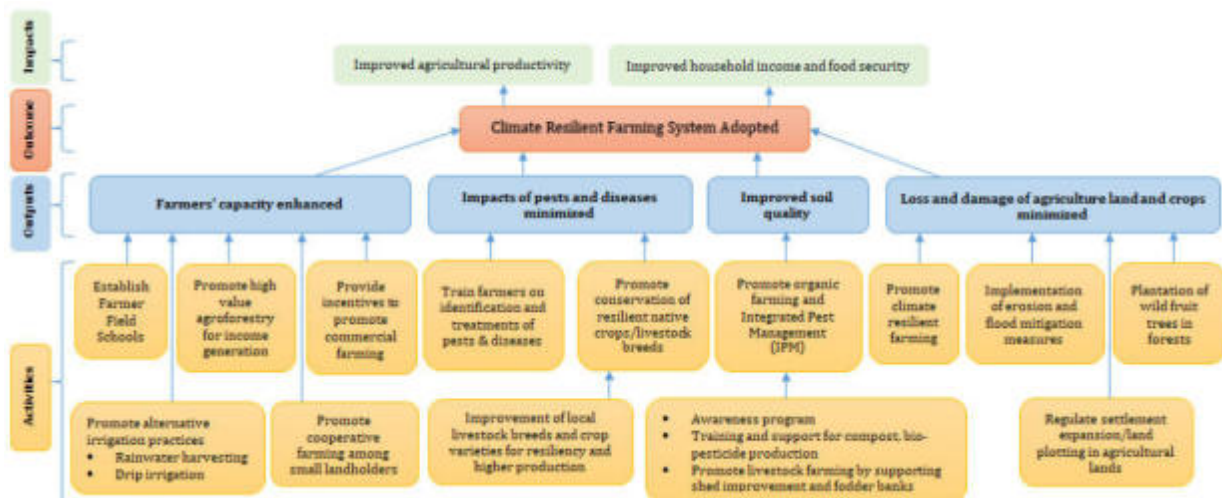 Impacts
Improved agricultural productivity
Improved household income and food security
Outcome
Climate Resilient Farming System Adopted
Outputs
Farmers' capacity enhanced
Impacts of pests and diseases
minimized
Improved soil
quality
Loss and damage of agriculture land and crops
minimized
Activities
Establish
Farmer
Field
Schools
Promote high
value
agroforestry
for income
generation
Provide
incentives to
promote
commercial
farming
Train farmers on
identification and
treatments of
pests & diseases
Promote
conservation of
resilient native
crops/livestock
breeds
Promote organic
farming and
Integrated Pest
Management
(IPM)
Promote
climate
resilient
farming
Implementation
of erosion and
flood mitigation
measures
Plantation
of wild fruit
trees in
forests
Promote alternative
irrigation practices
• Rainwater harvesting
• Drip irrigation
Promote
cooperative
farming among
small landholders
Improvement of local
livestock breeds and crop
varieties for resiliency and
higher production
• Awareness program
• Training and support for compost, bio-
pesticide production
• Promote livestock farming by supporting
shed improvement and fodder banks
Regulate settlement
expansion/land
plotting in agricultural
lands